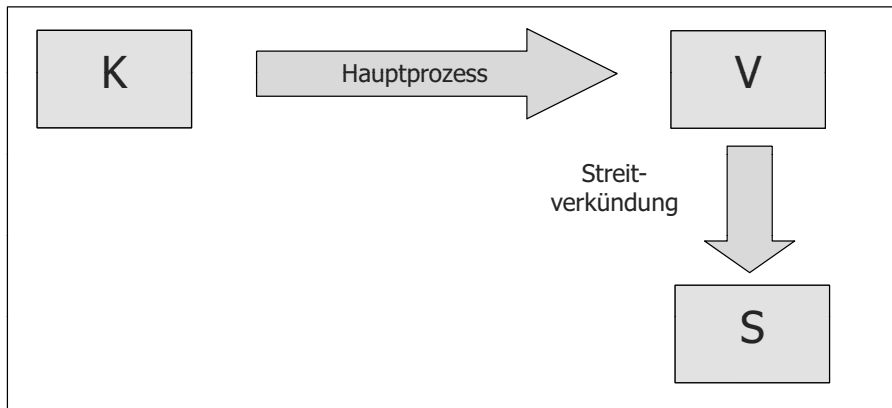 K
Hauptprozess
V
Streit-
verkündung
S